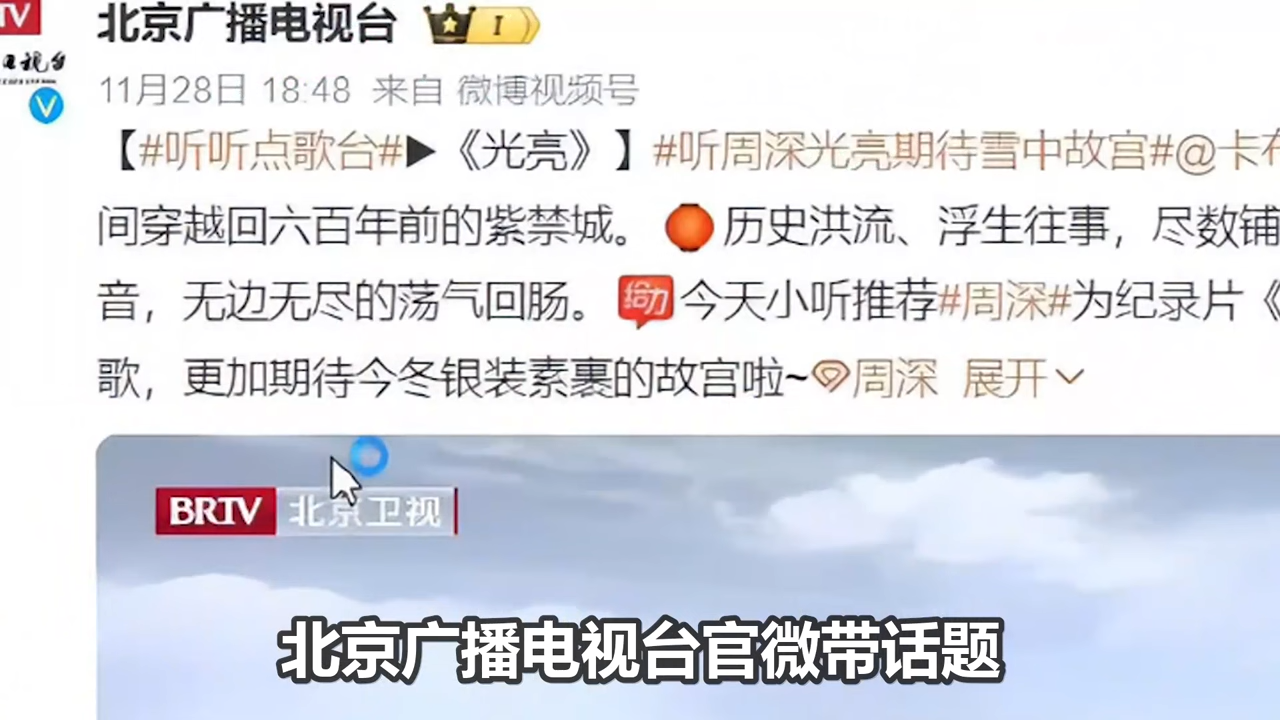 TV
北京广播电视台 I
11月28日 18:48 来自 微博视频号
【#听听点歌台#▶《光亮》】#听周深光亮期待雪中故宫#@卡布
间穿越回六百年前的紫禁城。🏮历史洪流、浮生往事，尽数铺
音，无边无尽的荡气回肠。给力 今天小听推荐#周深#为纪录片《
歌，更加期待今冬银装素裹的故宫啦~周深 展开
BRTV 北京卫视
北京广播电视台官微带话题